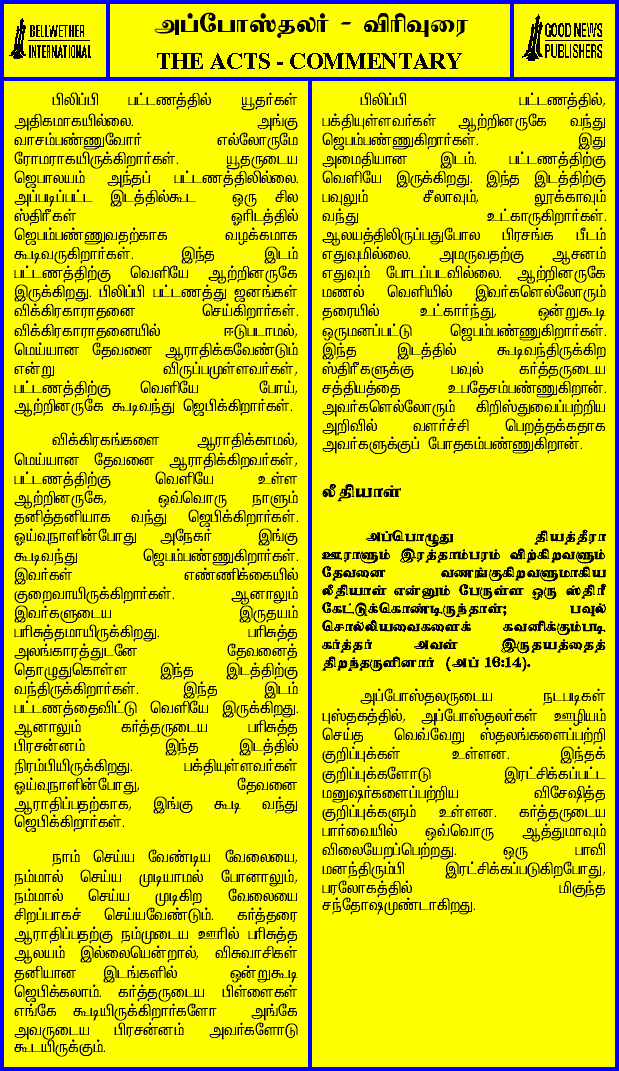 BELLWETHER
INTERNATIONAL
அப்போஸ்தலர் - விரிவுரை
THE ACTS - COMMENTARY
GOOD NEWS
PUBLISHERS
பிலிப்பி பட்டணத்தில் யூதர்கள்
அதிகமாகயில்லை. அங்கு
வாசம்பண்ணுவோர் எல்லோருமே
ரோமராகயிருக்கிறார்கள். யூதருடைய
ஜெபாலயம் அந்தப் பட்டணத்திலில்லை.
அப்படிப்பட்ட இடத்தில்கூட ஒரு சில
ஸ்திரீகள் ஓரிடத்தில்
ஜெபம்பண்ணுவதற்காக வழக்கமாக
கூடிவருகிறார்கள். இந்த இடம்
பட்டணத்திற்கு வெளியே ஆற்றினருகே
இருக்கிறது. பிலிப்பி பட்டணத்து ஜனங்கள்
விக்கிரகாராதனை செய்கிறார்கள்.
விக்கிரகாராதனையில் ஈடுபடாமல்,
மெய்யான தேவனை ஆராதிக்கவேண்டும்
என்று விருப்பமுள்ளவர்கள்,
பட்டணத்திற்கு வெளியே போய்,
ஆற்றினருகே கூடிவந்து ஜெபிக்கிறார்கள்.
விக்கிரகங்களை ஆராதிக்காமல்,
மெய்யான தேவனை ஆராதிக்கிறவர்கள்,
பட்டணத்திற்கு வெளியே உள்ள
ஆற்றினருகே, ஒவ்வொரு நாளும்
தனித்தனியாக வந்து ஜெபிக்கிறார்கள்.
ஓய்வுநாளின்போது அநேகர் இங்கு
கூடிவந்து ஜெபம்பண்ணுகிறார்கள்.
இவர்கள் எண்ணிக்கையில்
குறைவாயிருக்கிறார்கள். ஆனாலும்
இவர்களுடைய இருதயம்
பரிசுத்தமாயிருக்கிறது. பரிசுத்த
அலங்காரத்துடனே தேவனைத்
தொழுதுகொள்ள இந்த இடத்திற்கு
வந்திருக்கிறார்கள். இந்த இடம்
பட்டணத்தைவிட்டு வெளியே இருக்கிறது.
ஆனாலும் கர்த்தருடைய பரிசுத்த
பிரசன்னம் இந்த இடத்தில்
நிரம்பியிருக்கிறது. பக்தியுள்ளவர்கள்
ஓய்வுநாளின்போது, தேவனை
ஆராதிப்பதற்காக, இங்கு கூடி வந்து
ஜெபிக்கிறார்கள்.
நாம் செய்ய வேண்டிய வேலையை,
நம்மால் செய்ய முடியாமல் போனாலும்,
நம்மால் செய்ய முடிகிற வேலையை
சிறப்பாகச் செய்யவேண்டும். கர்த்தரை
ஆராதிப்பதற்கு நம்முடைய ஊரில் பரிசுத்த
ஆலயம் இல்லையென்றால், விசுவாசிகள்
தனியான இடங்களில் ஒன்றுகூடி
ஜெபிக்கலாம். கர்த்தருடைய பிள்ளைகள்
எங்கே கூடியிருக்கிறார்களோ அங்கே
அவருடைய பிரசன்னம் அவர்களோடு
கூடயிருக்கும்.
பிலிப்பி பட்டணத்தில்,
பக்தியுள்ளவர்கள் ஆற்றினருகே வந்து
ஜெபம்பண்ணுகிறார்கள். இது
அமைதியான இடம். பட்டணத்திற்கு
வெளியே இருக்கிறது. இந்த இடத்திற்கு
பவுலும் சீலாவும், லூக்காவும்
வந்து உட்காருகிறார்கள்.
ஆலயத்திலிருப்பதுபோல பிரசங்க பீடம்
எதுவுமில்லை. அமருவதற்கு ஆசனம்
எதுவும் போடப்படவில்லை. ஆற்றினருகே
மணல் வெளியில் இவர்களெல்லோரும்
தரையில் உட்கார்ந்து, ஒன்றுகூடி
ஒருமனப்பட்டு ஜெபம்பண்ணுகிறார்கள்.
இந்த இடத்தில் கூடிவந்திருக்கிற
ஸ்திரீகளுக்கு பவுல் கர்த்தருடைய
சத்தியத்தை உபதேசம்பண்ணுகிறான்.
அவர்களெல்லோரும் கிறிஸ்துவைப்பற்றிய
அறிவில் வளர்ச்சி பெறத்தக்கதாக
அவர்களுக்குப் போதகம்பண்ணுகிறான்.
லீதியாள்
அப்பொழுது தியத்தீரா
ஊராளும் இரத்தாம்பரம் விற்கிறவளும்
தேவனை வணங்குகிறவளுமாகிய
லீதியாள் என்னும் பேருள்ள ஒரு ஸ்திரீ
கேட்டுக்கொண்டிருந்தாள்; பவுல்
சொல்லியவைகளைக் கவனிக்கும்படி
கர்த்தர் அவள் இருதயத்தைத்
திறந்தருளினார் (அப் 16:14).
அப்போஸ்தலருடைய நடபடிகள்
புஸ்தகத்தில், அப்போஸ்தலர்கள் ஊழியம்
செய்த வெவ்வேறு ஸ்தலங்களைப்பற்றி
குறிப்புக்கள் உள்ளன. இந்தக்
குறிப்புக்களோடு இரட்சிக்கப்பட்ட
மனுஷர்களைப்பற்றிய விசேஷித்த
குறிப்புக்களும் உள்ளன. கர்த்தருடைய
பார்வையில் ஒவ்வொரு ஆத்துமாவும்
விலையேறப்பெற்றது. ஒரு பாவி
மனந்திரும்பி இரட்சிக்கப்படுகிறபோது,
பரலோகத்தில் மிகுந்த
சந்தோஷமுண்டாகிறது.